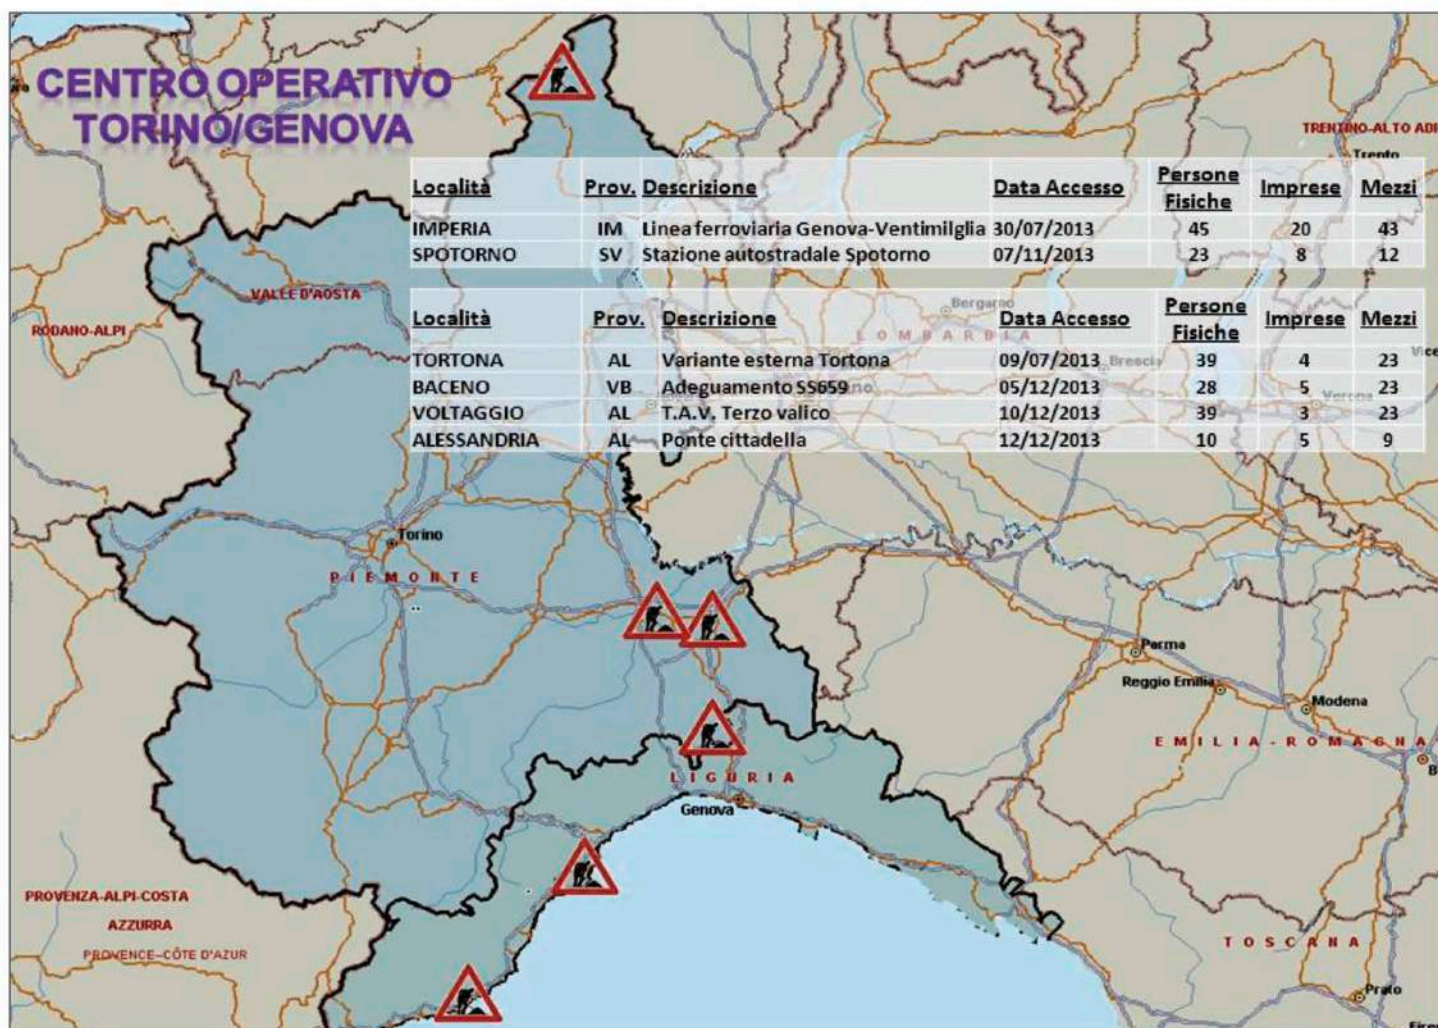 CENTRO OPERATIVO
TORINO/GENOVA
TRENTINO-ALTO ADI
Trento
Località Prov. Descrizione Data Accesso Persone Fisiche Imprese Mezzi
IMPERIA IM Linea ferroviaria Genova-Ventimilglia 30/07/2013 45 20 43
SPOTORNO SV Stazione autostradale Spotorno 07/11/2013 23 8 12
VALLE D'AOSTA
RODANO-ALPI
Bergamo
LOMBARDIA
Località Prov. Descrizione Data Accesso Persone Fisiche Imprese Mezzi
TORTONA AL Variante esterna Tortona 09/07/2013 39 4 23
Brescia
Vice
BACENO VB Adeguamento SS659 05/12/2013 28 5 23
Verona
VOLTAGGIO AL T.A.V. Terzo valico 10/12/2013 39 3 23
ALESSANDRIA AL Ponte cittadella 12/12/2013 10 5 9
Torino
PIEMONTE
Parma
Reggio Emilia
Modena
EMILIA-ROMAGNA
B
LIGURIA
Genova
PROVENZA-ALPI-COSTA
AZZURRA
PROVENCE-CÔTE D'AZUR
TOSCANA
Prato